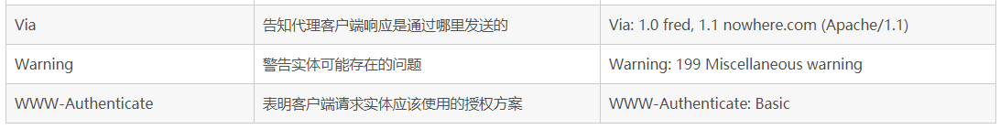 Via 告知代理客户端响应是通过哪里发送的 Via: 1.0 fred, 1.1 nowhere.com (Apache/1.1)
Warning 警告实体可能存在的问题 Warning: 199 Miscellaneous warning
WWW-Authenticate 表明客户端请求实体应该使用的授权方案 WWW-Authenticate: Basic